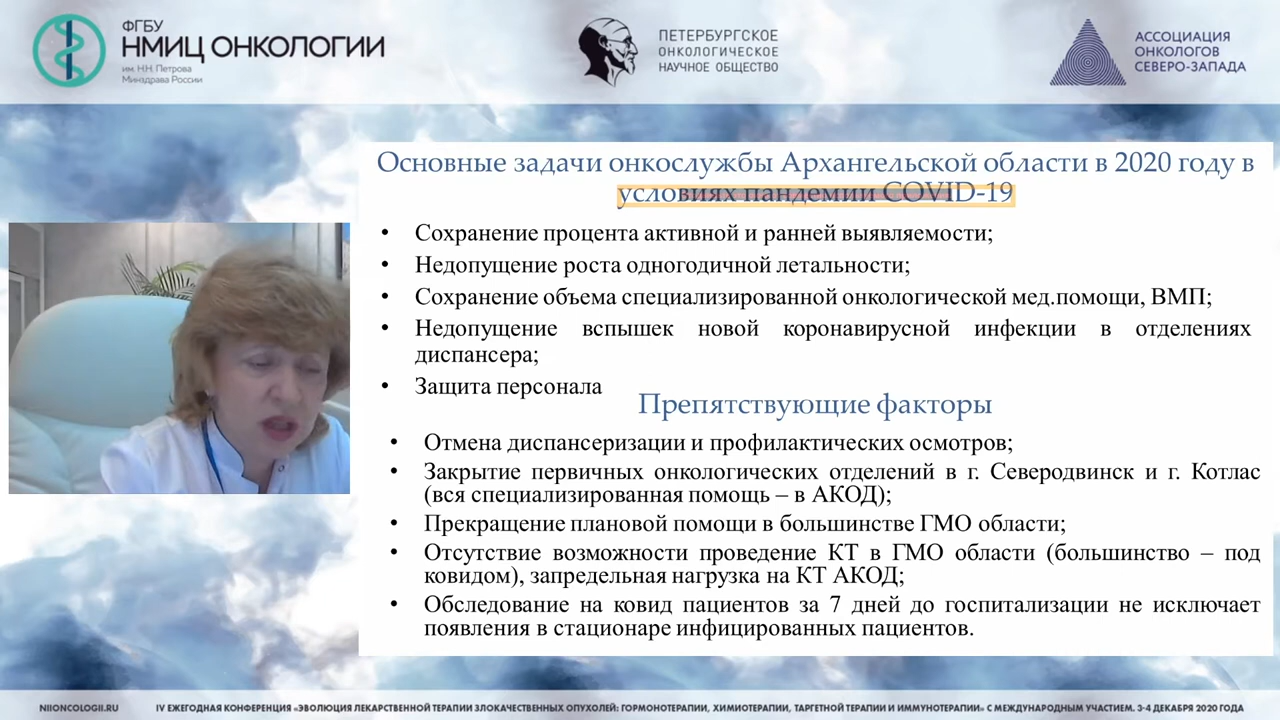 ФГБУ
НМИЦ ОНКОЛОГИИ
им. Н.Н. Петрова
Минздрава России
ПЕТЕРБУРГСКОЕ
ОНКОЛОГИЧЕСКОЕ
НАУЧНОЕ ОБЩЕСТВО
АССОЦИАЦИЯ
ОНКОЛОГОВ
СЕВЕРО-ЗАПАДА
Основные задачи онкослужбы Архангельской области в 2020 году в
условиях пандемии COVID-19
• Сохранение процента активной и ранней выявляемости;
• Недопущение роста одногодичной летальности;
• Сохранение объема специализированной онкологической мед.помощи, ВМП;
• Недопущение вспышек новой коронавирусной инфекции в отделениях
диспансера;
• Защита персонала
Препятствующие факторы
• Отмена диспансеризации и профилактических осмотров;
• Закрытие первичных онкологических отделений в г. Северодвинск и г. Котлас
(вся специализированная помощь – в АКОД);
• Прекращение плановой помощи в большинстве ГМО области;
• Отсутствие возможности проведение КТ в ГМО области (большинство – под
ковидом), запредельная нагрузка на КТ АКОД;
• Обследование на ковид пациентов за 7 дней до госпитализации не исключает
появления в стационаре инфицированных пациентов.
NIIONCOLOGII.RU
IV ЕЖЕГОДНАЯ КОНФЕРЕНЦИЯ «ЭВОЛЮЦИЯ ЛЕКАРСТВЕННОЙ ТЕРАПИИ ЗЛОКАЧЕСТВЕННЫХ ОПУХОЛЕЙ: ГОРМОНОТЕРАПИИ, ХИМИОТЕРАПИИ, ТАРГЕТНОЙ ТЕРАПИИ И ИММУНОТЕРАПИИ» С МЕЖДУНАРОДНЫМ УЧАСТИЕМ. 3-4 ДЕКАБРЯ 2020 ГОДА